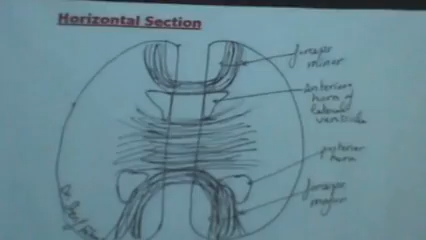 Horizontal Section
forceps
minor
Anterior
horn of
lateral
ventricle
posterior
horn
forceps
major